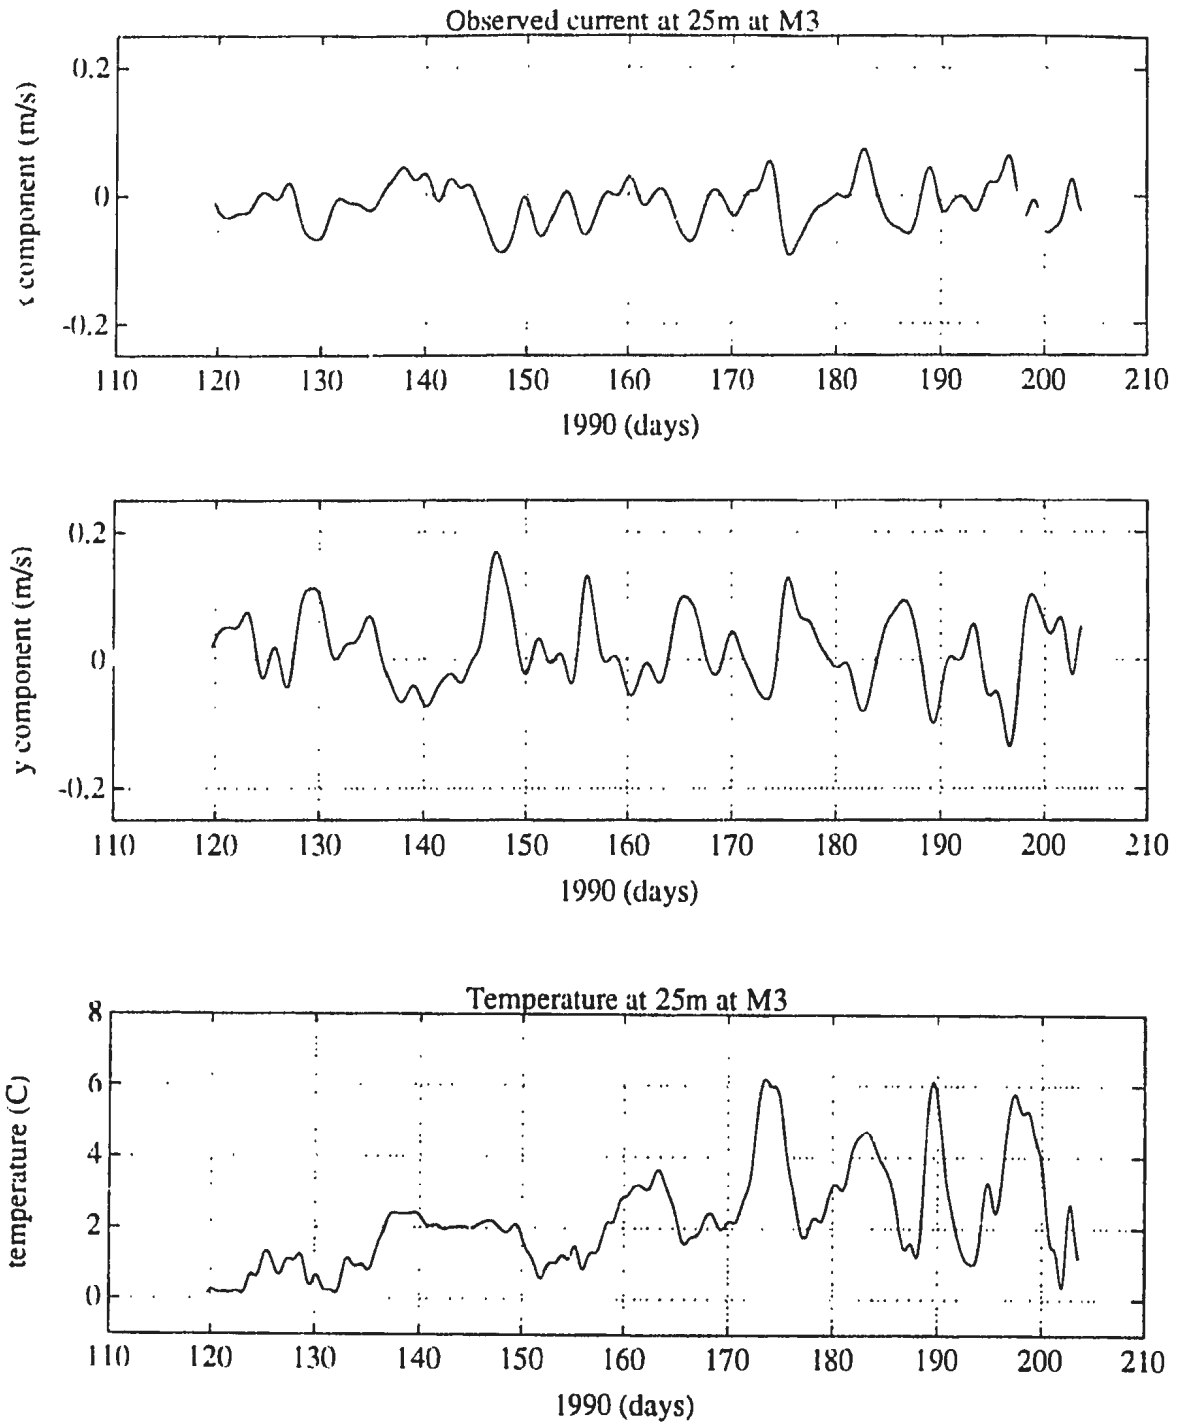 Observed current at 25m at M3
x component (m/s)
0.2
0
-0.2
110 120 130 140 150 160 170 180 190 200 210
1990 (days)
y component (m/s)
0.2
0
-0.2
110 120 130 140 150 160 170 180 190 200 210
1990 (days)
Temperature at 25m at M3
temperature (C)
8
6
4
2
0
110 120 130 140 150 160 170 180 190 200 210
1990 (days)